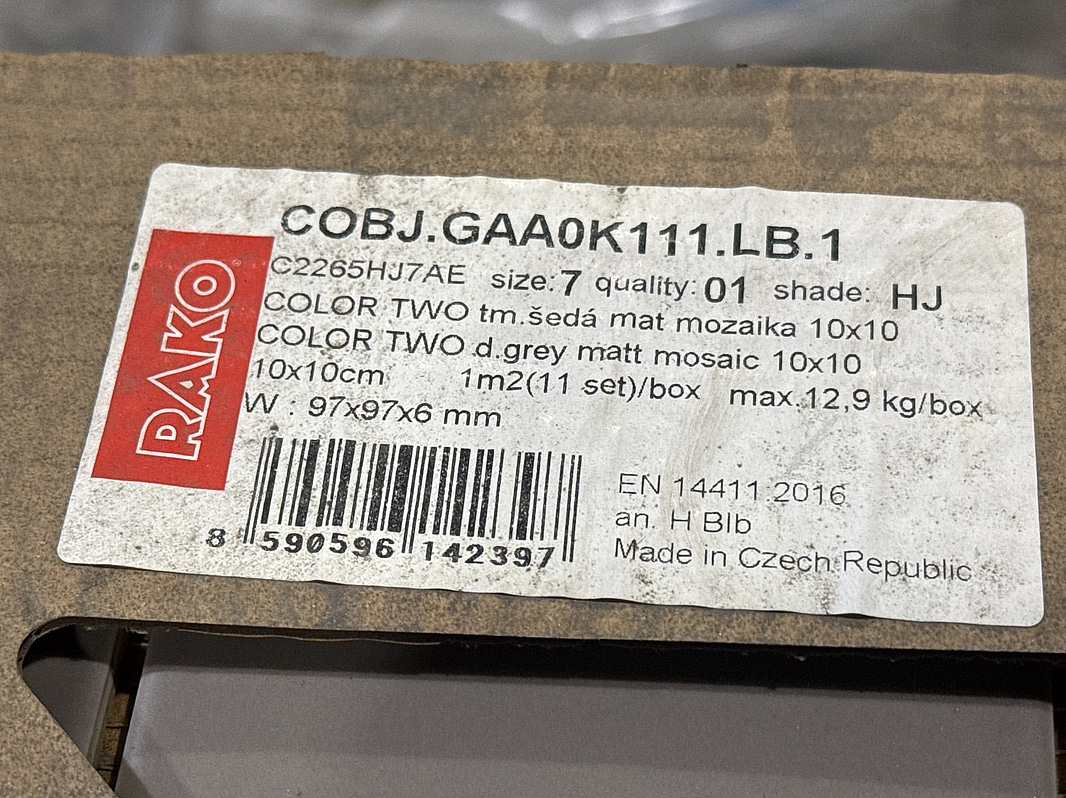 COBJ.GAA0K111.LB.1
C2265HJ7AE size: 7 quality: 01 shade: HJ
COLOR TWO tm.šedá mat mozaika 10x10
COLOR TWO d.grey matt mosaic 10x10
10x10cm 1m2(11 set)/box max.12,9 kg/box
W : 97x97x6 mm
RAKO
8 590596 142397
EN 14411:2016
an. H BIb
Made in Czech Republic